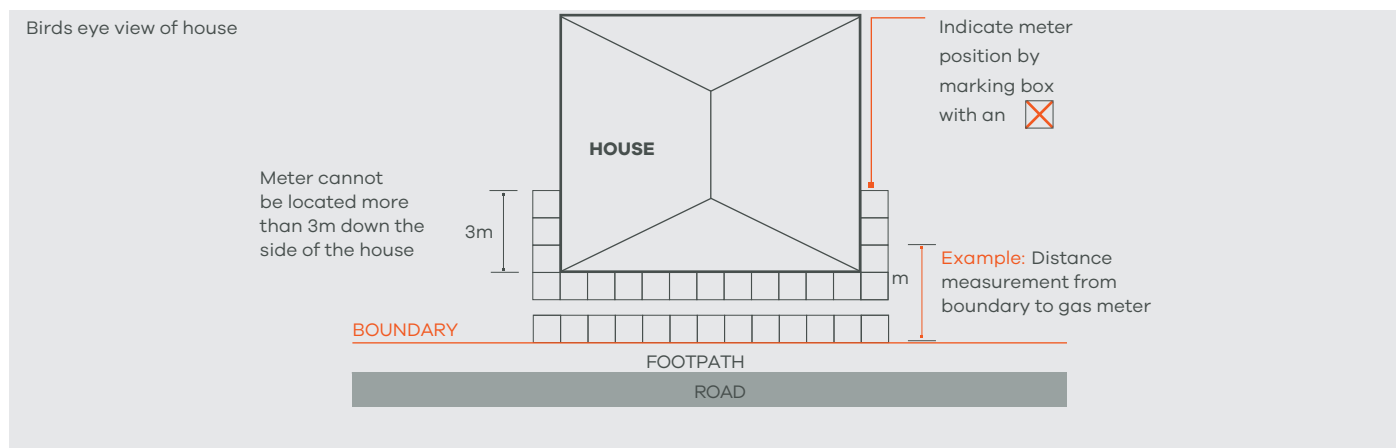 Birds eye view of house
Indicate meter
position by
marking box
with an
HOUSE
Meter cannot
be located more
than 3m down the
side of the house
3m
m
Example: Distance
measurement from
boundary to gas meter
BOUNDARY
FOOTPATH
ROAD